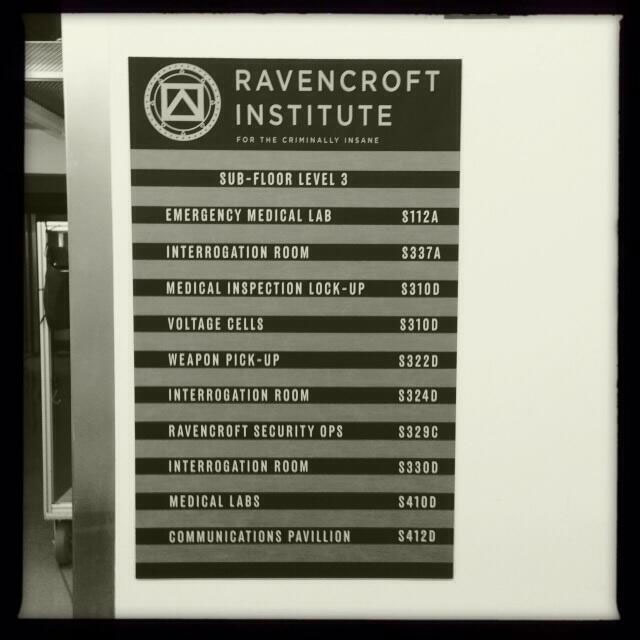 RAVENCROFT
INSTITUTE
FOR THE CRIMINALLY INSANE
SUB-FLOOR LEVEL 3
EMERGENCY MEDICAL LAB S112A
INTERROGATION ROOM S337A
MEDICAL INSPECTION LOCK-UP S310D
VOLTAGE CELLS S310D
WEAPON PICK-UP S322D
INTERROGATION ROOM S324D
RAVENCROFT SECURITY OPS S329C
INTERROGATION ROOM S330D
MEDICAL LABS S410D
COMMUNICATIONS PAVILLION S412D